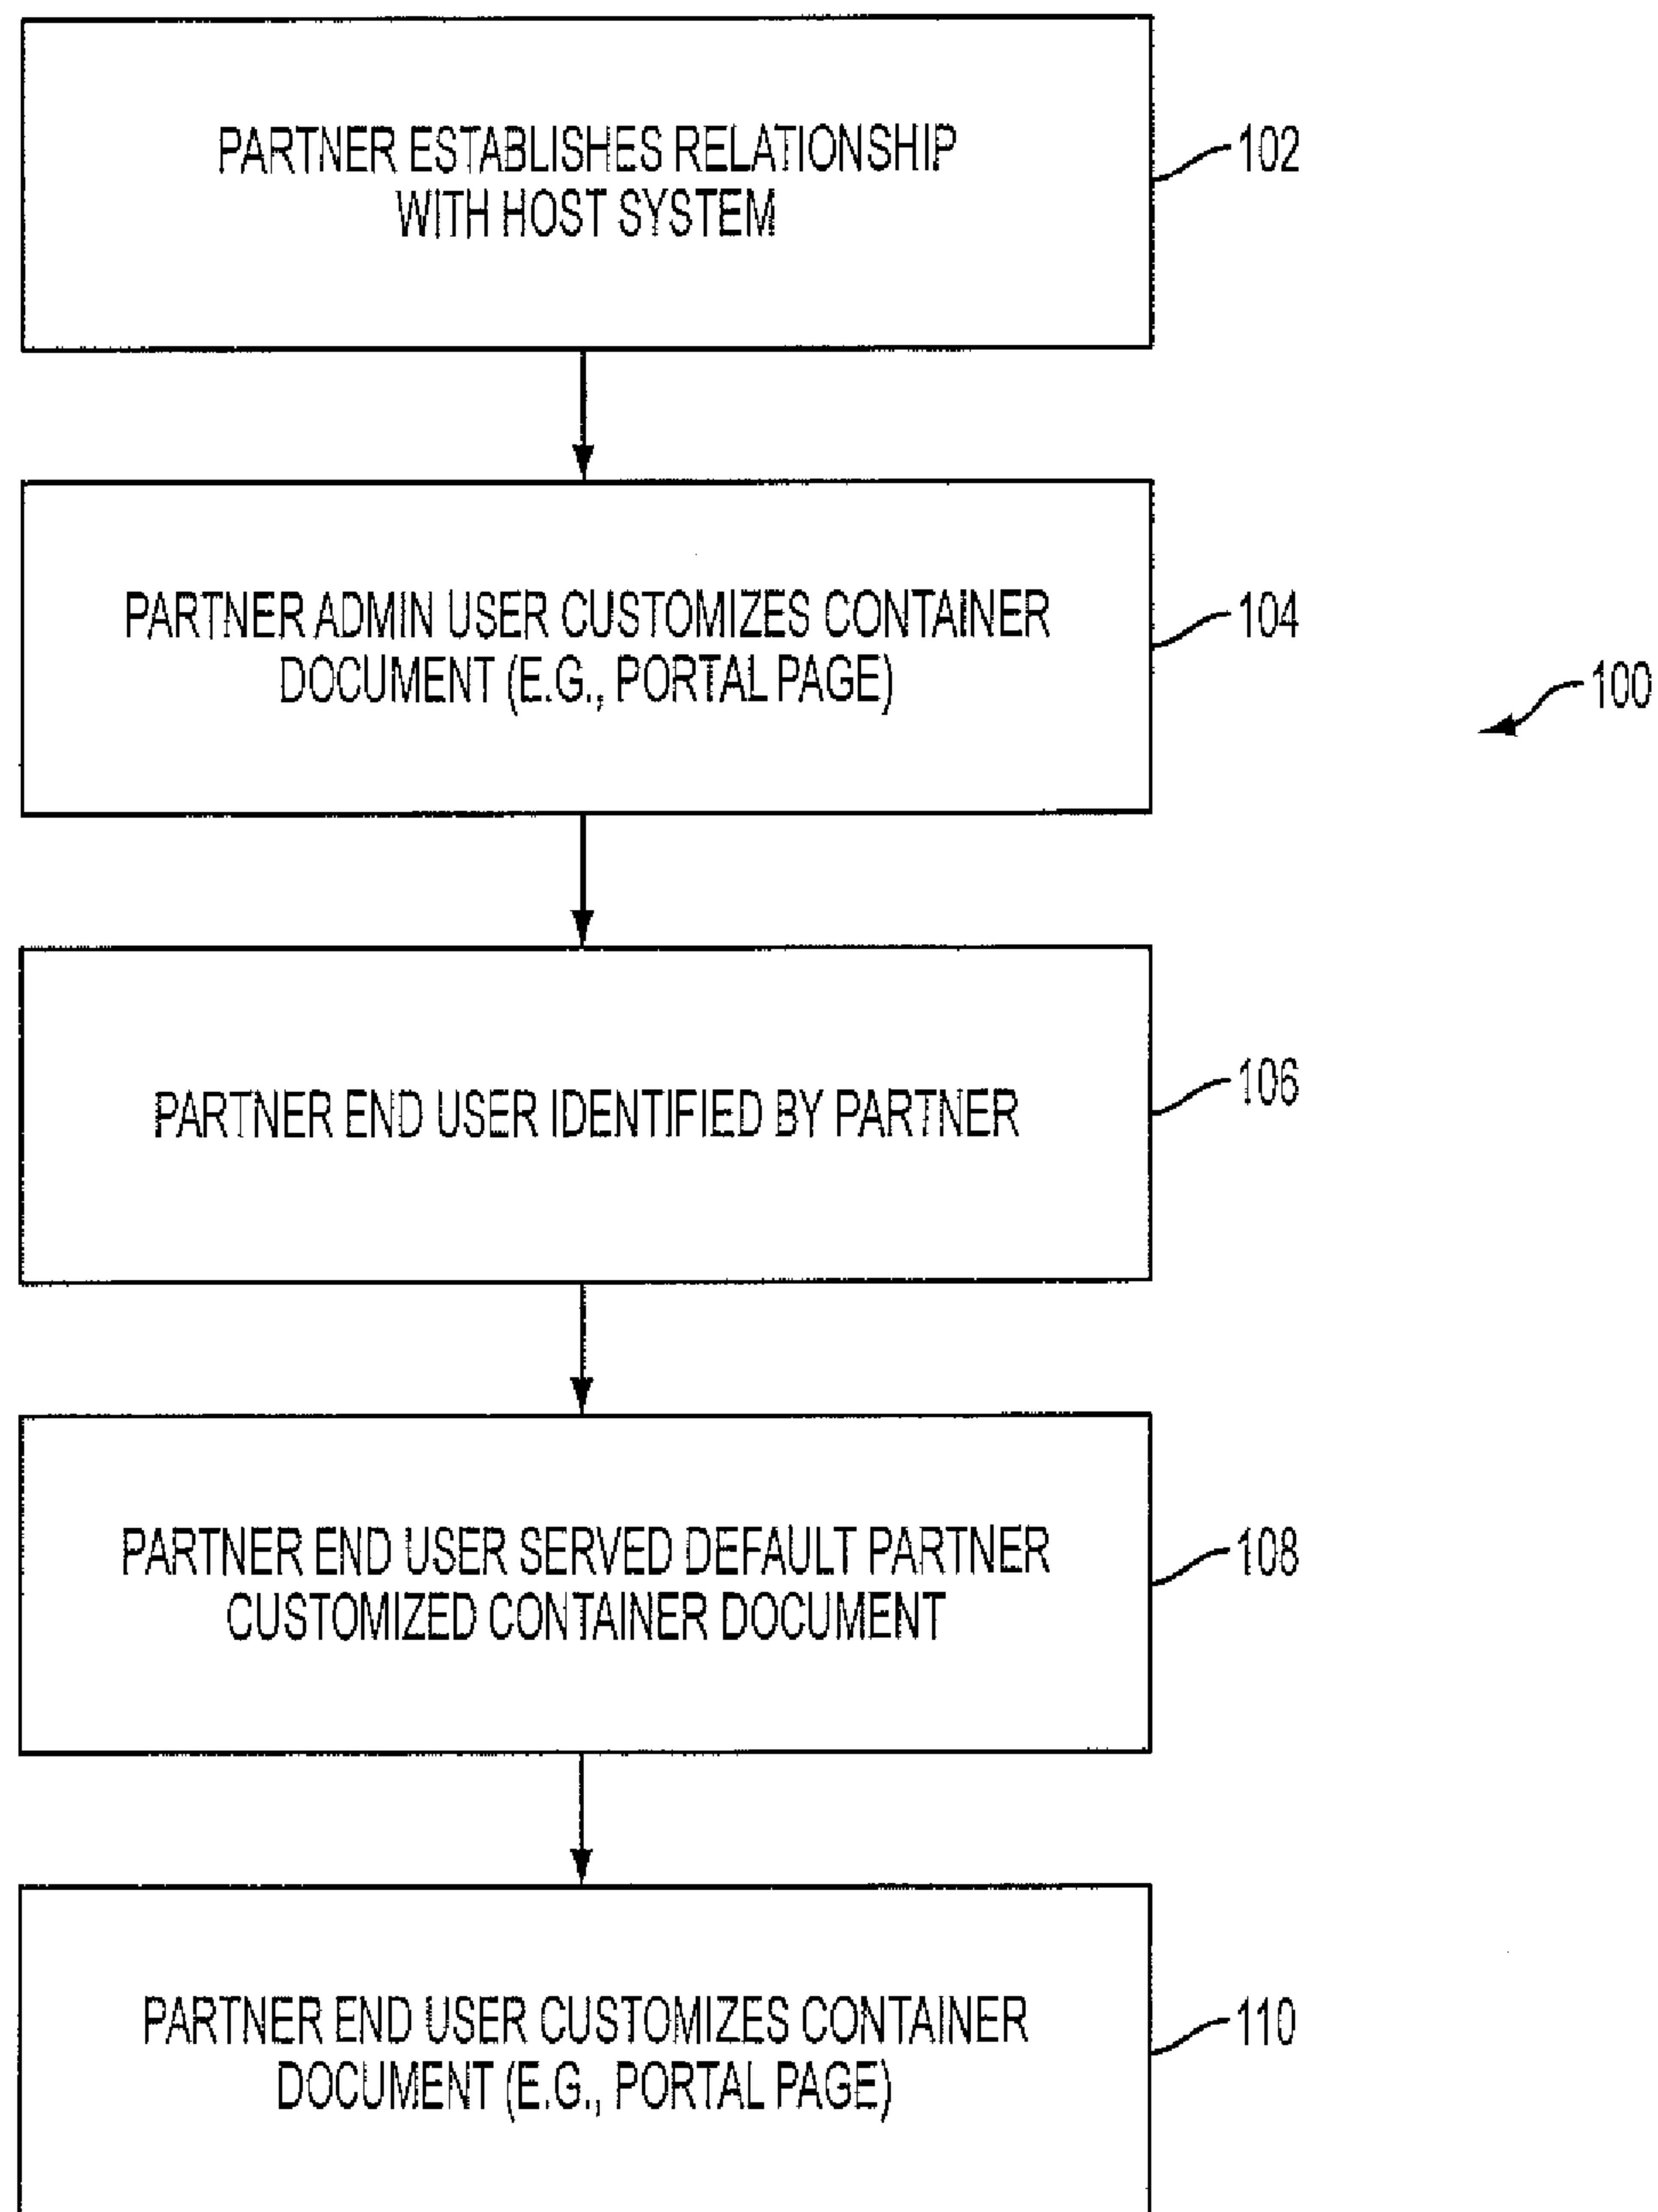 PARTNER ESTABLISHES RELATIONSHIP
WITH HOST SYSTEM
102
PARTNER ADMIN USER CUSTOMIZES CONTAINER
DOCUMENT (E.G., PORTAL PAGE)
104
100
PARTNER END USER IDENTIFIED BY PARTNER
106
PARTNER END USER SERVED DEFAULT PARTNER
CUSTOMIZED CONTAINER DOCUMENT
108
PARTNER END USER CUSTOMIZES CONTAINER
DOCUMENT (E.G., PORTAL PAGE)
110